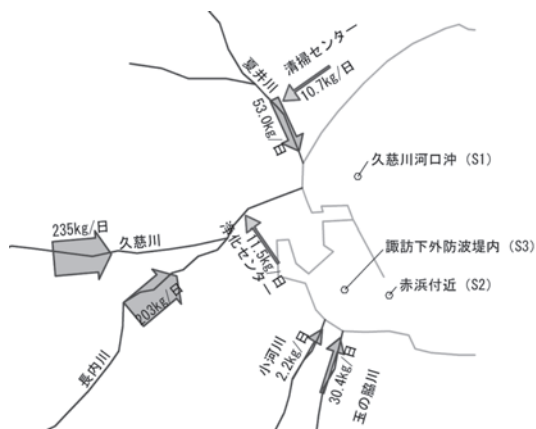 夏井川
清掃センター
10.7kg/日
53.0kg/日
久慈川河口沖（S1）
235kg/日
久慈川
浄化センター
11.5kg/日
諏訪下外防波堤内（S3）
赤浜付近（S2）
203kg/日
長内川
小河川
2.2kg/日
30.4kg/日
玉の脇川